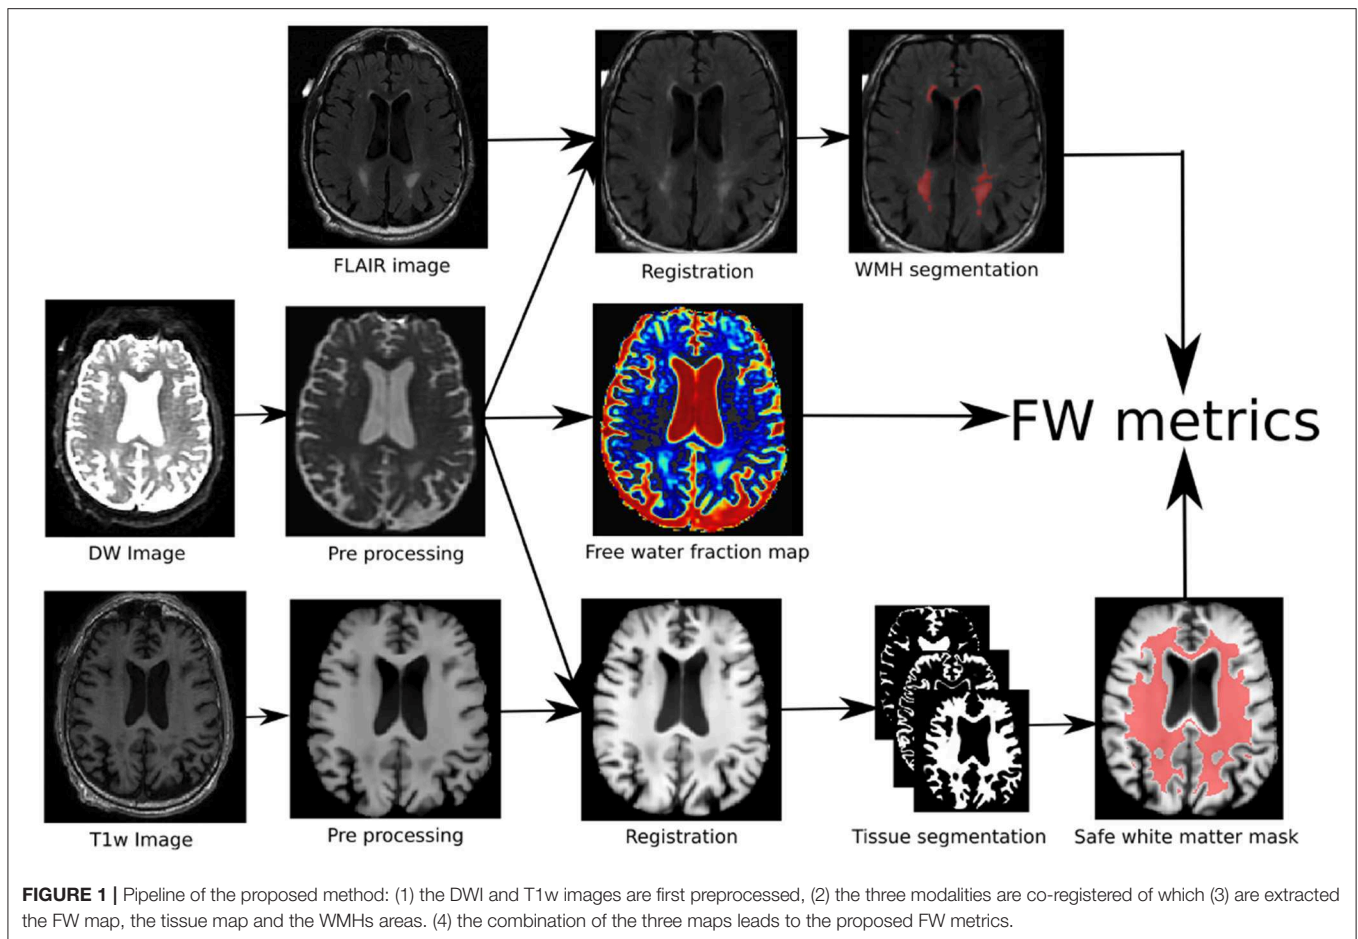 FLAIR image
Registration
WMH segmentation
FW metrics
DW Image
Pre processing
Free water fraction map
T1w Image
Pre processing
Registration
Tissue segmentation
Safe white matter mask
FIGURE 1 | Pipeline of the proposed method: (1) the DWI and T1w images are first preprocessed, (2) the three modalities are co-registered of which (3) are extracted
the FW map, the tissue map and the WMHs areas. (4) the combination of the three maps leads to the proposed FW metrics.